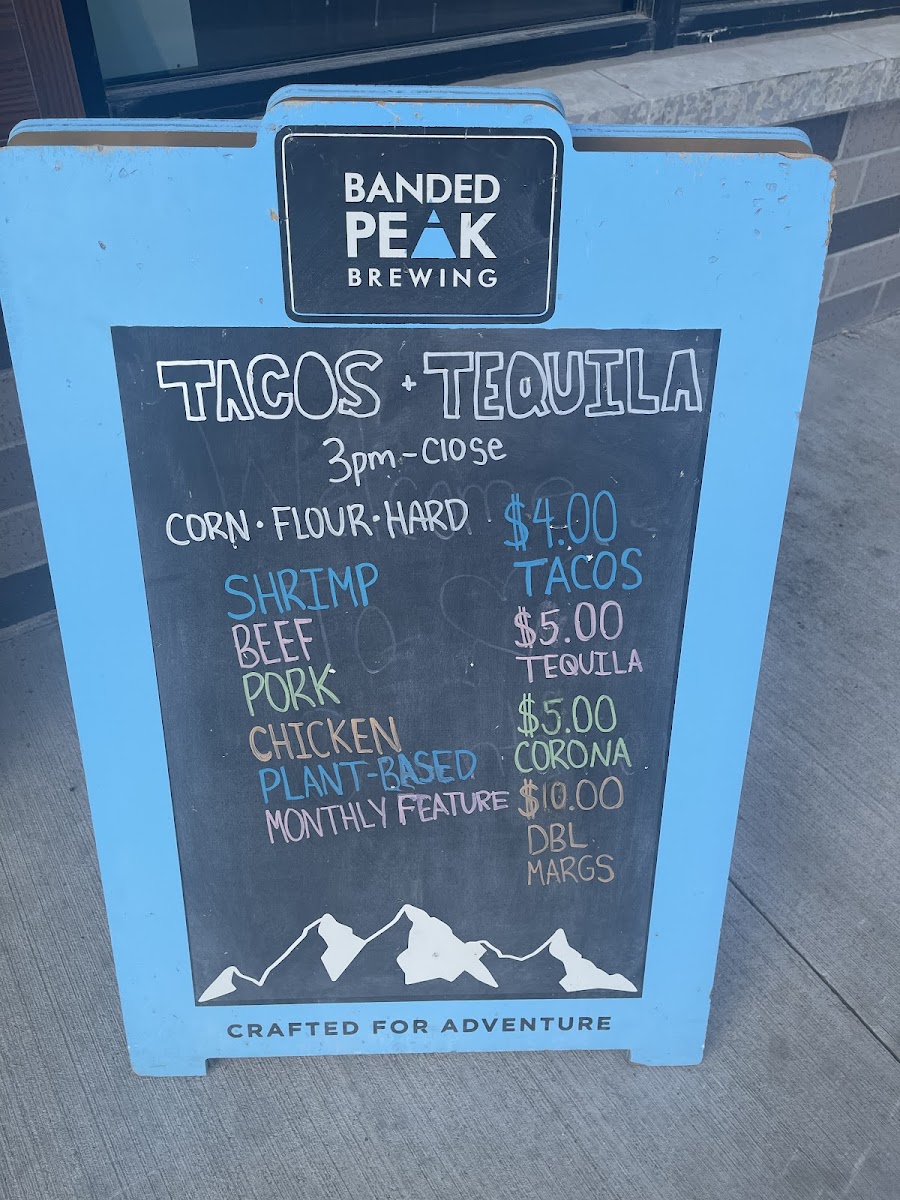 BANDED
PEAK
BREWING
TACOS + TEQUILA
3pm-Close
CORN • FLOUR • HARD
SHRIMP
BEEF
PORK
CHICKEN
PLANT-BASED
MONTHLY FEATURE
$4.00
TACOS
$5.00
TEQUILA
$5.00
CORONA
$10.00
DBL
MARGS
CRAFTED FOR ADVENTURE